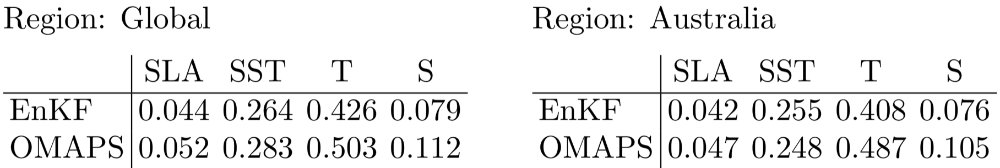 Region: Global
SLA SST T S
EnKF 0.044 0.264 0.426 0.079
OMAPS 0.052 0.283 0.503 0.112
Region: Australia
SLA SST T S
EnKF 0.042 0.255 0.408 0.076
OMAPS 0.047 0.248 0.487 0.105